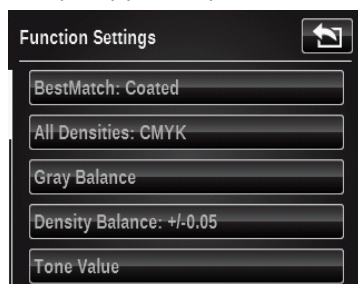 Function Settings
BestMatch: Coated
All Densities: CMYK
Gray Balance
Density Balance: +/-0.05
Tone Value